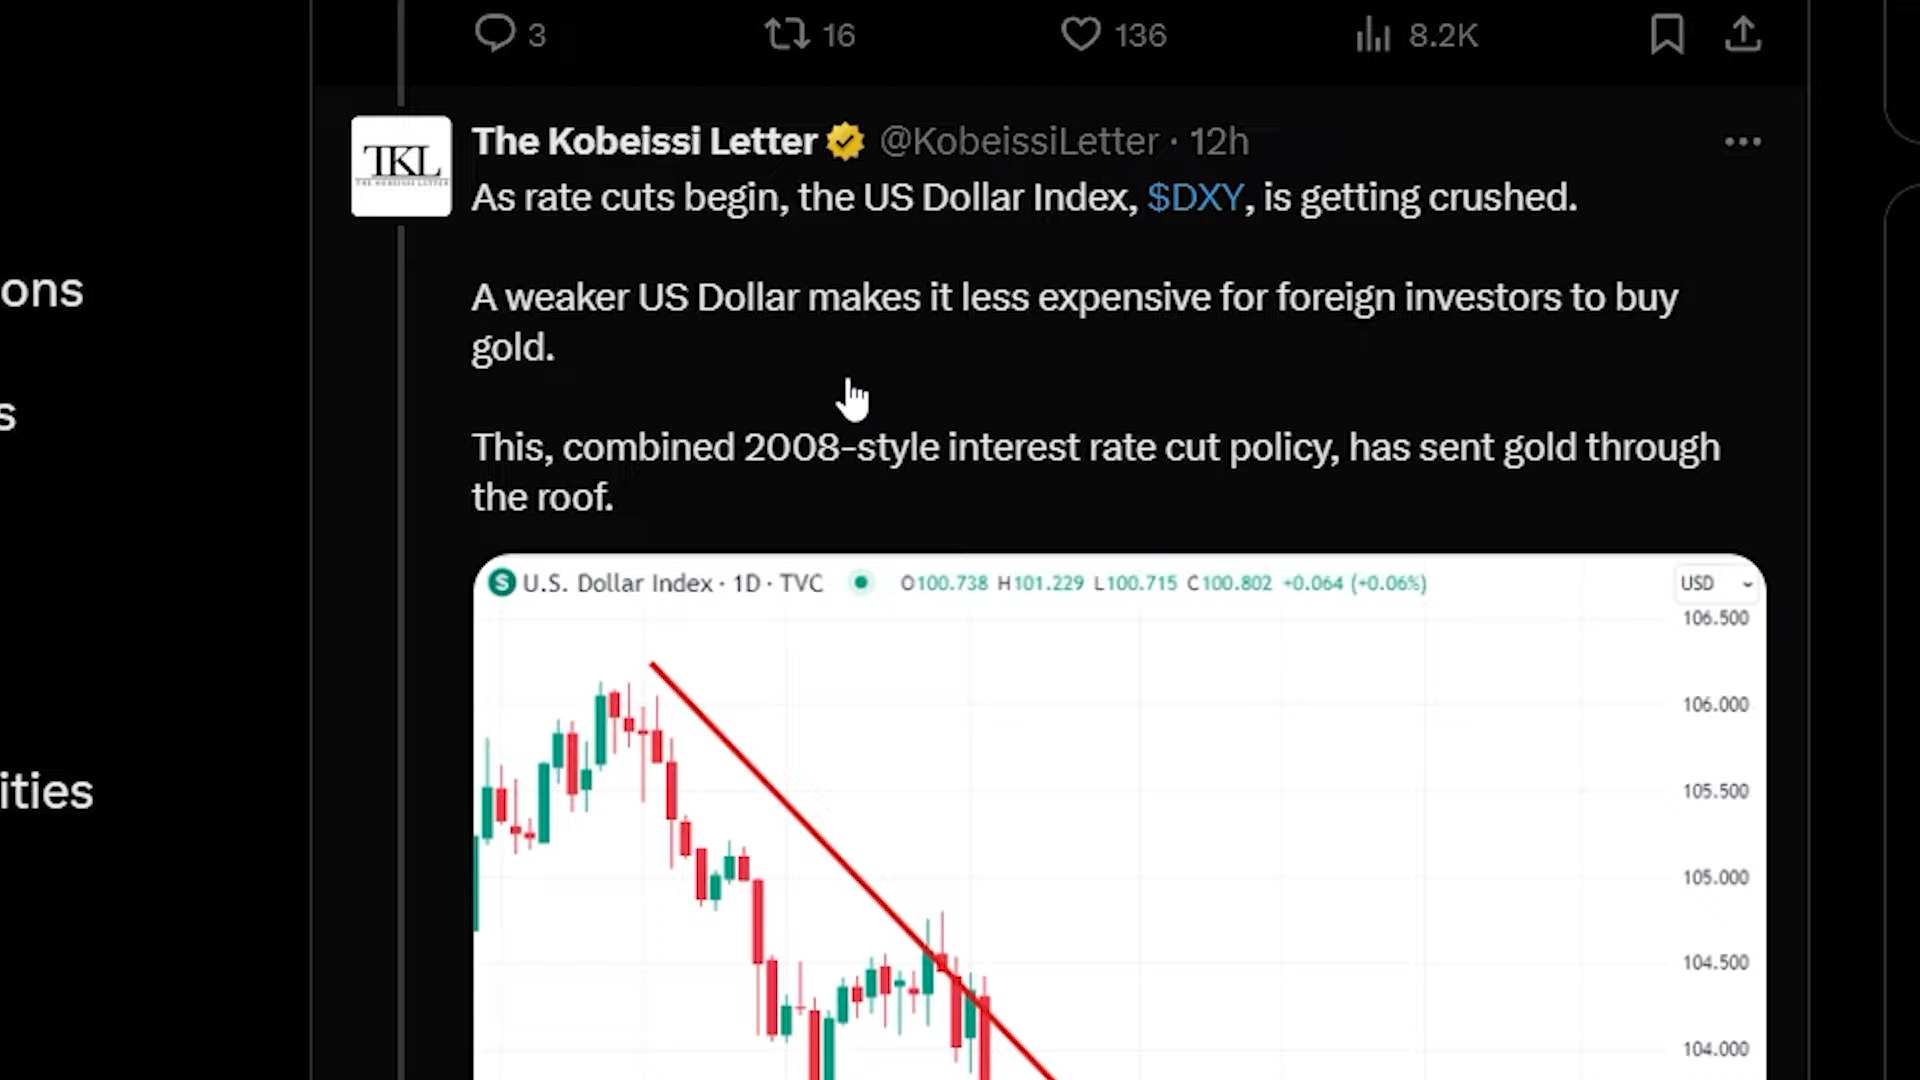 3 16 136 8.2K
TKL
THE KOBEISSI LETTER
The Kobeissi Letter @KobeissiLetter · 12h
As rate cuts begin, the US Dollar Index, $DXY, is getting crushed.
A weaker US Dollar makes it less expensive for foreign investors to buy
gold.
This, combined 2008-style interest rate cut policy, has sent gold through
the roof.
ons
s
ities
U.S. Dollar Index · 1D · TVC O100.738 H101.229 L100.715 C100.802 +0.064 (+0.06%)
USD
106.500
106.000
105.500
105.000
104.500
104.000